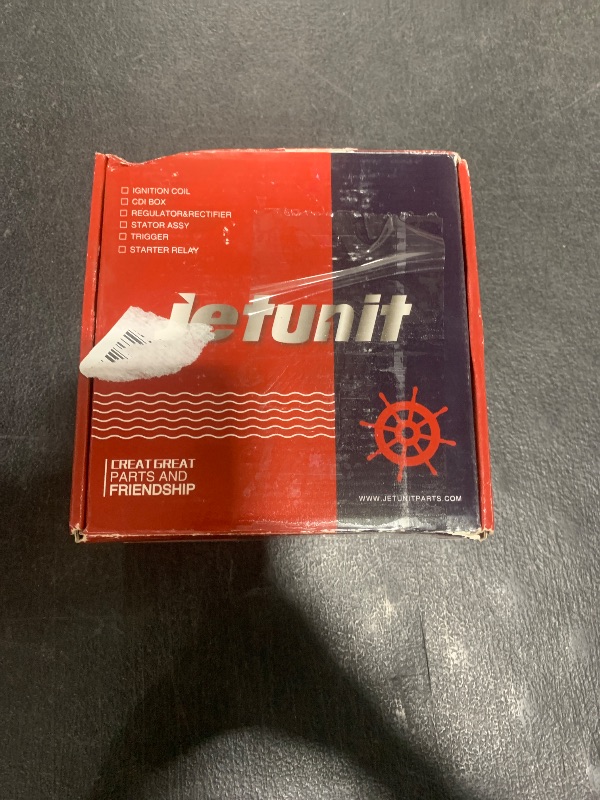 IGNITION COIL
CDI BOX
REGULATOR&RECTIFIER
STATOR ASSY
TRIGGER
STARTER RELAY
jetunit
CREAT GREAT
PARTS AND
FRIENDSHIP
WWW.JETUNITPARTS.COM